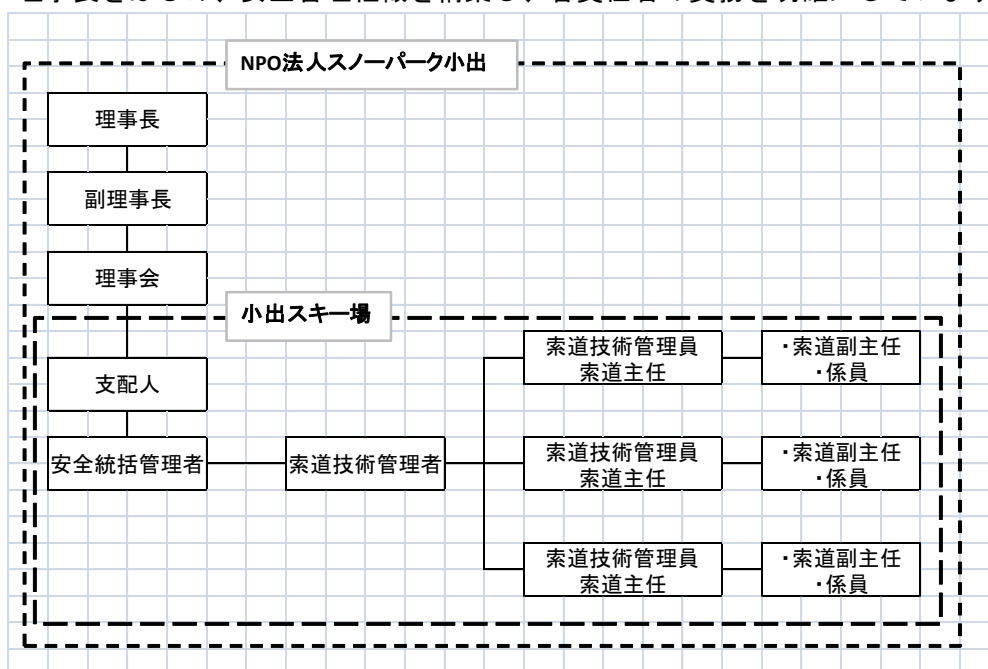 NPO法人スノーパーク小出
理事長
副理事長
理事会
小出スキー場
支配人
安全統括管理者
索道技術管理者
索道技術管理員
索道主任
・索道副主任
・係員
索道技術管理員
索道主任
・索道副主任
・係員
索道技術管理員
索道主任
・索道副主任
・係員